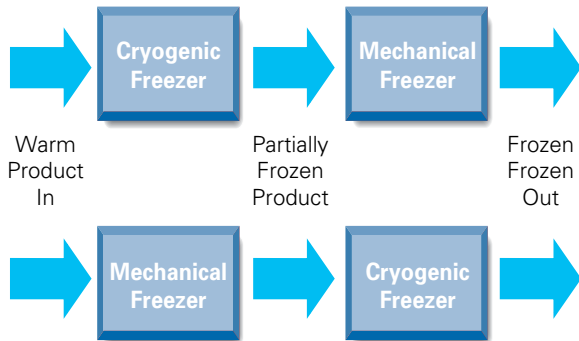 Cryogenic
Freezer
Mechanical
Freezer
Warm
Product
In
Partially
Frozen
Product
Frozen
Frozen
Out
Mechanical
Freezer
Cryogenic
Freezer